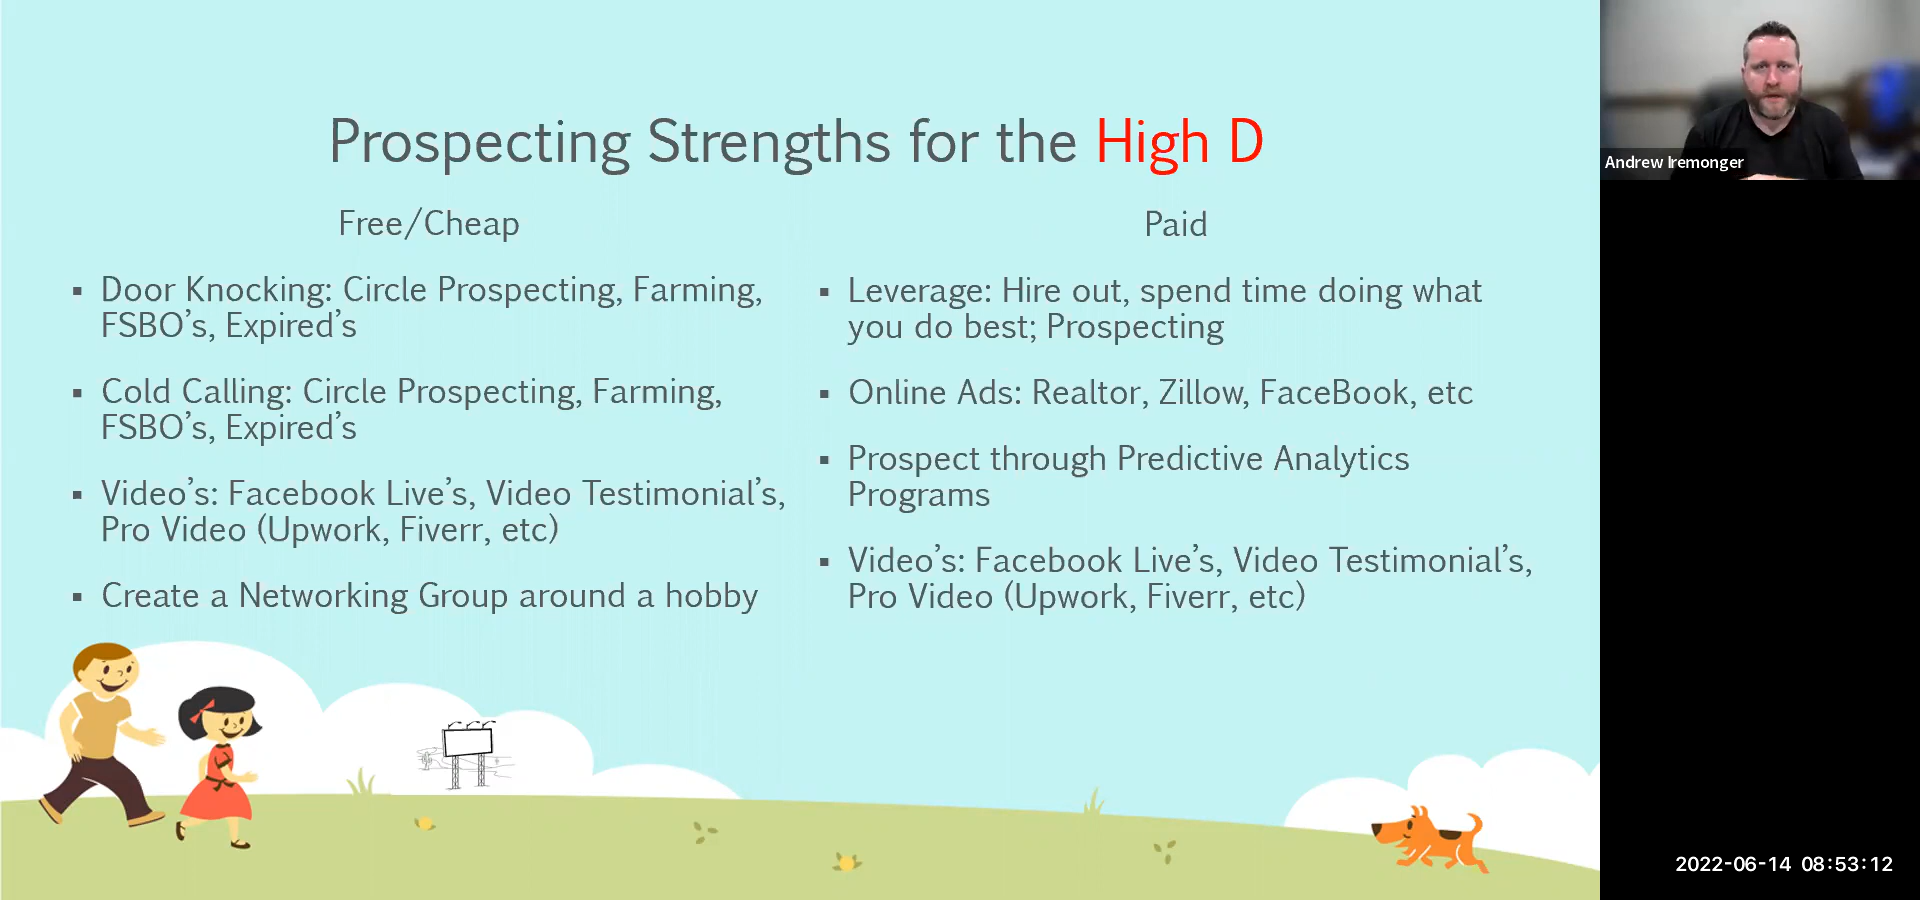 Prospecting Strengths for the High D
Free/Cheap
▪ Door Knocking: Circle Prospecting, Farming,
FSBO’s, Expired’s
▪ Cold Calling: Circle Prospecting, Farming,
FSBO’s, Expired’s
▪ Video’s: Facebook Live’s, Video Testimonial’s,
Pro Video (Upwork, Fiverr, etc)
▪ Create a Networking Group around a hobby
Paid
▪ Leverage: Hire out, spend time doing what
you do best; Prospecting
▪ Online Ads: Realtor, Zillow, FaceBook, etc
▪ Prospect through Predictive Analytics
Programs
▪ Video’s: Facebook Live’s, Video Testimonial’s,
Pro Video (Upwork, Fiverr, etc)
Andrew Iremonger
2022-06-14 08:53:12